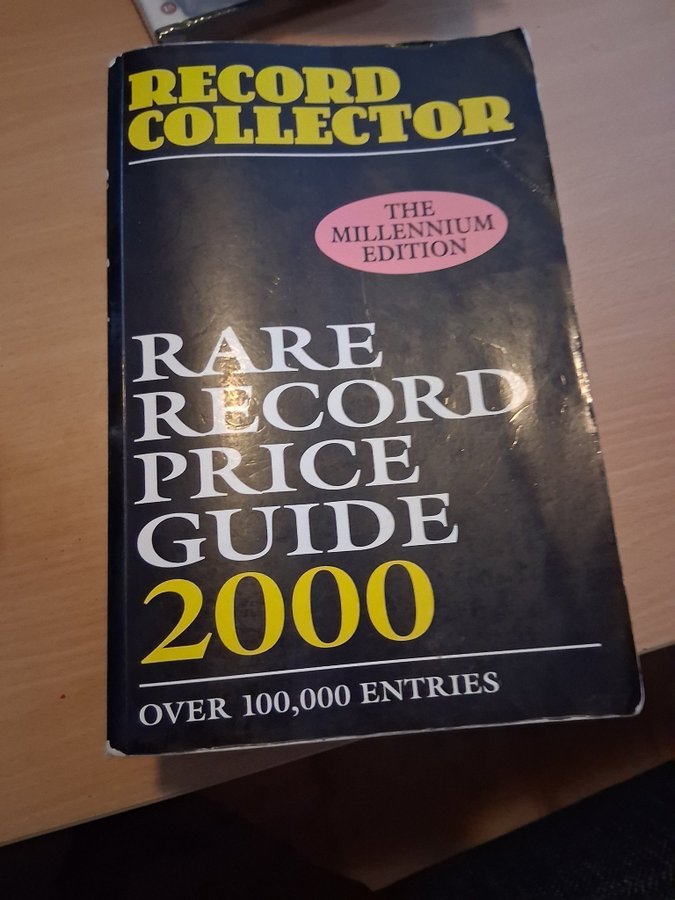 RECORD
COLLECTOR
THE
MILLENNIUM
EDITION
RARE
RECORD
PRICE
GUIDE
2000
OVER 100,000 ENTRIES